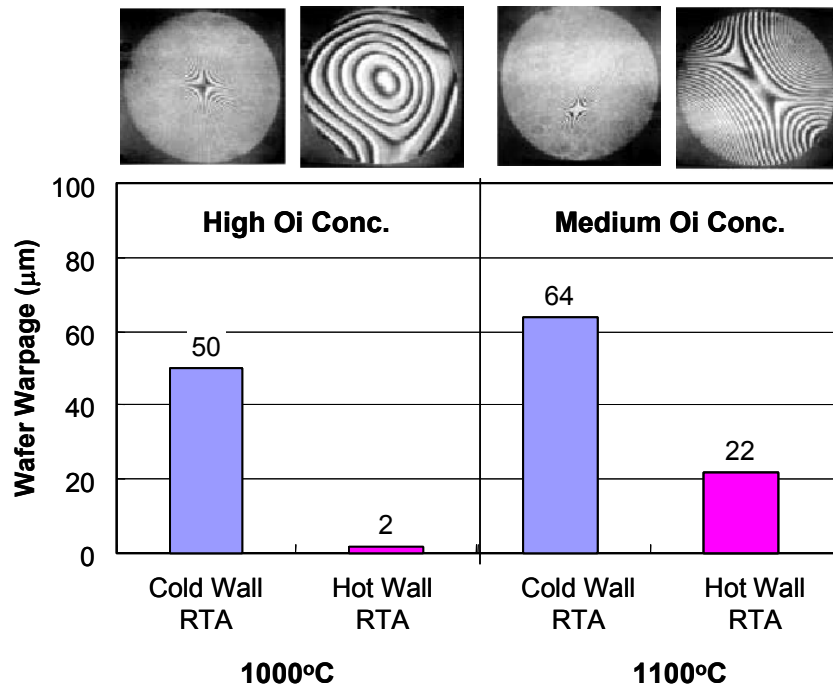 100
80
60
40
20
0
Wafer Warpage (μm)
High Oi Conc.
Medium Oi Conc.
50
2
64
22
Cold Wall
RTA
Hot Wall
RTA
Cold Wall
RTA
Hot Wall
RTA
1000°C
1100°C